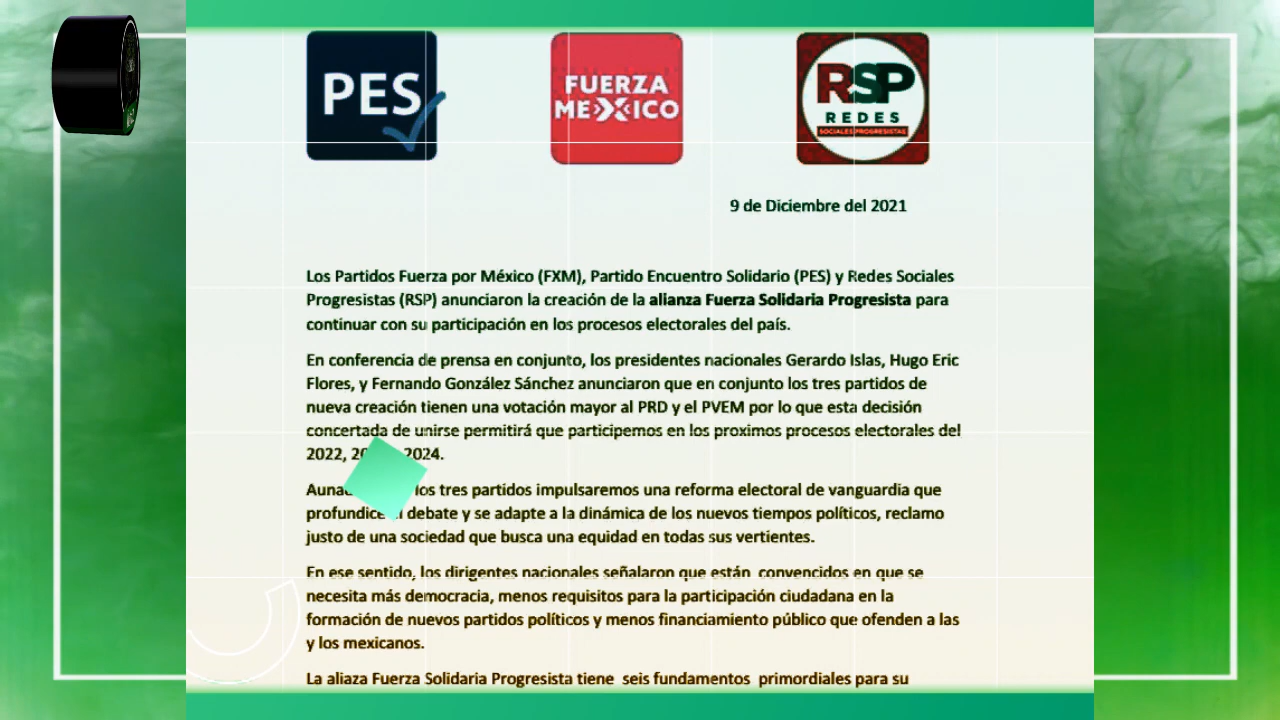 PES
FUERZA
MEXICO
RSP
REDES
SOCIALES PROGRESISTAS
9 de Diciembre del 2021
Los Partidos Fuerza por México (FXM), Partido Encuentro Solidario (PES) y Redes Sociales
Progresistas (RSP) anunciaron la creación de la alianza Fuerza Solidaria Progresista para
continuar con su participación en los procesos electorales del país.
En conferencia de prensa en conjunto, los presidentes nacionales Gerardo Islas, Hugo Eric
Flores, y Fernando González Sánchez anunciaron que en conjunto los tres partidos de
nueva creación tienen una votación mayor al PRD y el PVEM por lo que esta decisión
concertada de unirse permitirá que participemos en los proximos procesos electorales del
2022, 2024.
los tres partidos impulsaremos una reforma electoral de vanguardia que
profundice debate y se adapte a la dinámica de los nuevos tiempos políticos, reclamo
justo de una sociedad que busca una equidad en todas sus vertientes.
En ese sentido, los dirigentes nacionales señalaron que están convencidos en que se
necesita más democracia, menos requisitos para la participación ciudadana en la
formación de nuevos partidos políticos y menos financiamiento público que ofenden a las
y los mexicanos.
La aliaza Fuerza Solidaria Progresista tiene seis fundamentos primordiales para su